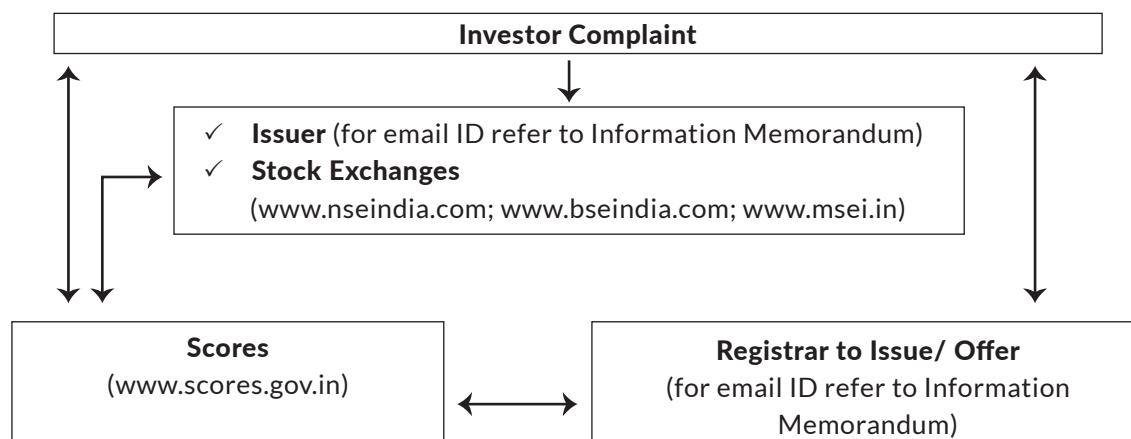 Investor Complaint
✓ Issuer (for email ID refer to Information Memorandum)
✓ Stock Exchanges
(www.nseindia.com; www.bseindia.com; www.msei.in)
Scores
(www.scores.gov.in)
Registrar to Issue/ Offer
(for email ID refer to Information
Memorandum)